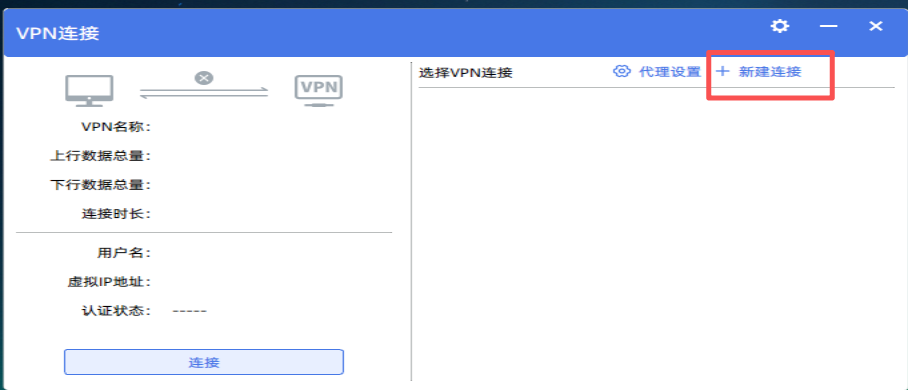 VPN连接
VPN
VPN名称：
上行数据总量：
下行数据总量：
连接时长：
用户名：
虚拟IP地址：
认证状态： -----
连接
选择VPN连接 代理设置 + 新建连接